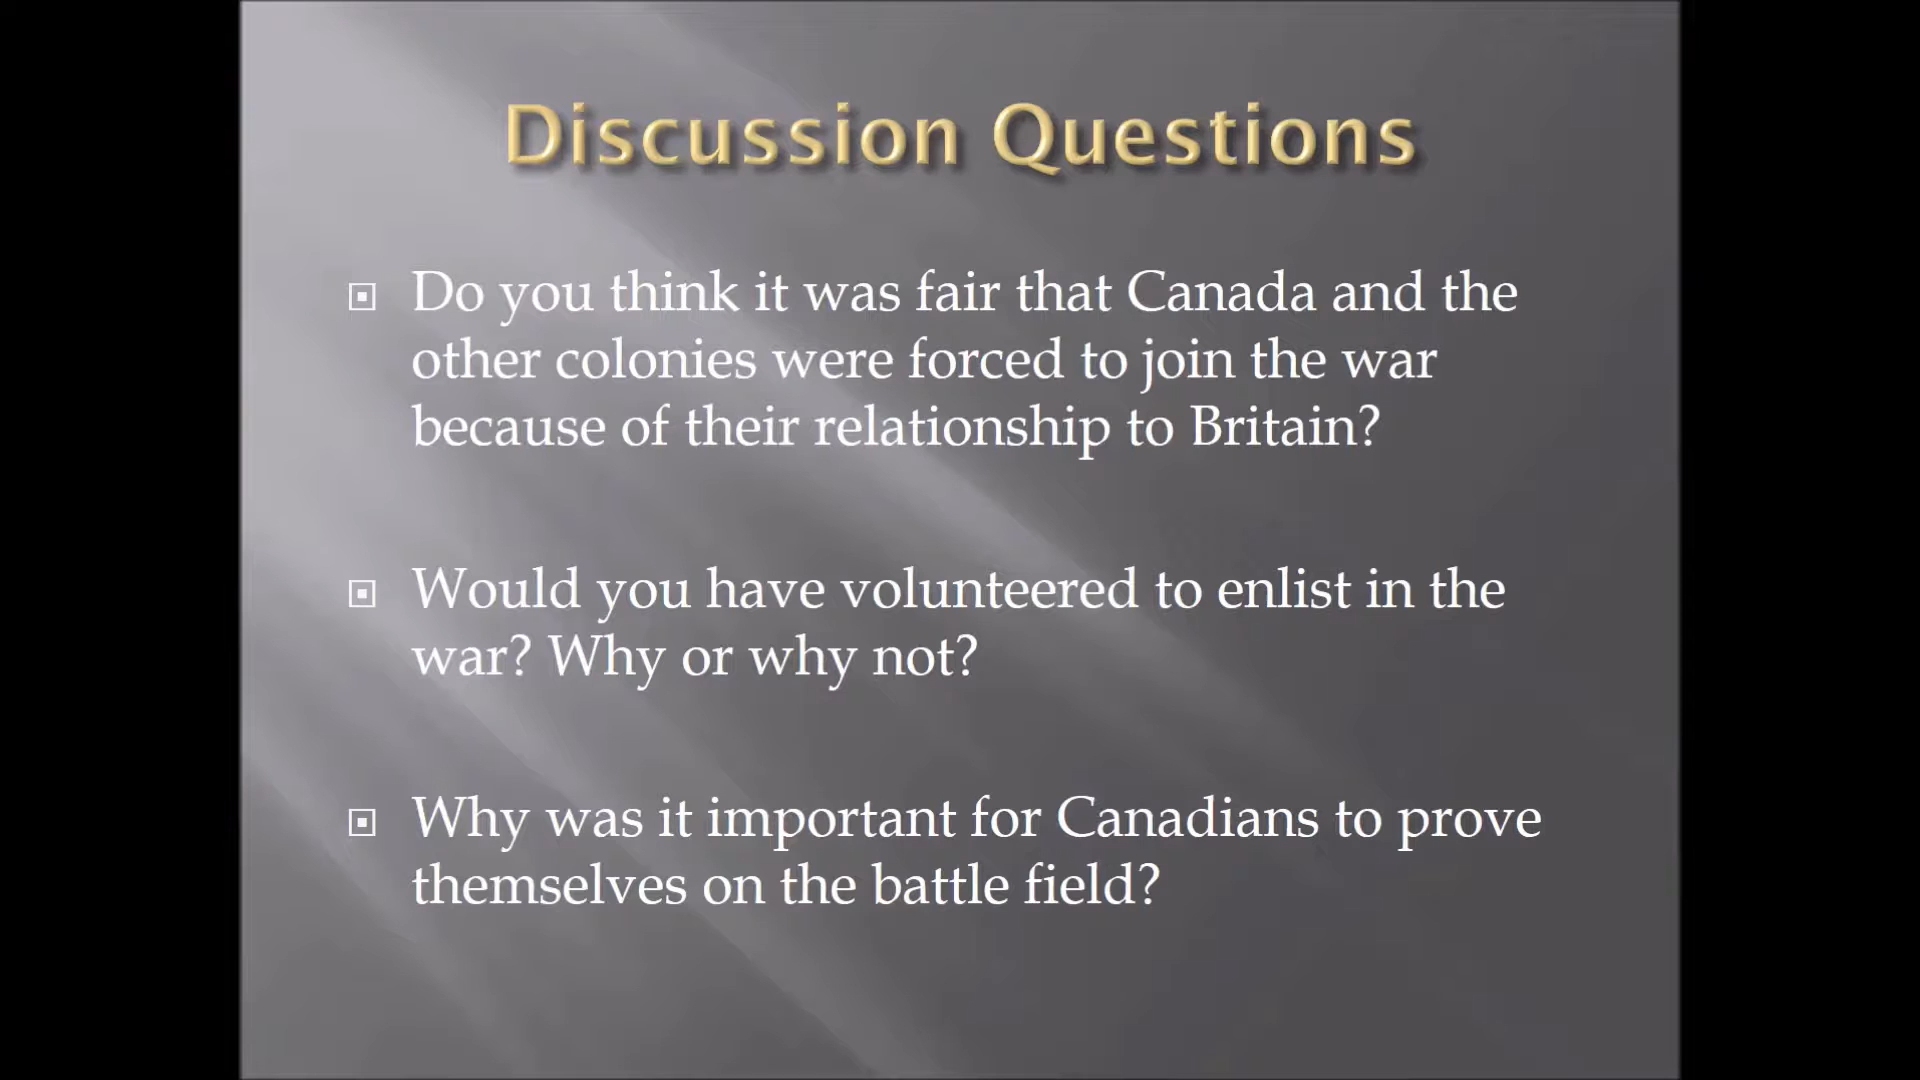 Discussion Questions
Do you think it was fair that Canada and the
other colonies were forced to join the war
because of their relationship to Britain?
Would you have volunteered to enlist in the
war? Why or why not?
Why was it important for Canadians to prove
themselves on the battle field?